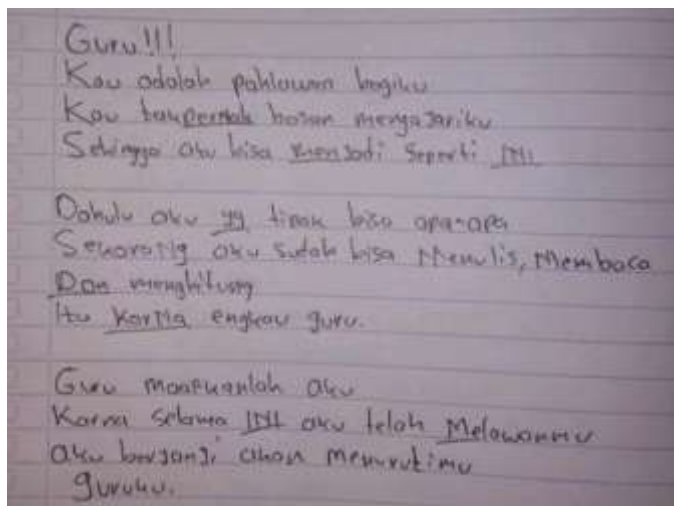 Guru!!!
Kau adalah pahlawan bagiku
Kau takpernah bosan mengajariku
Sehingga aku bisa menjadi seperti INI
Dahulu aku yg tidak bisa apa-apa
Sekarang aku sudah bisa Menulis, Membaca
Dan menghitung
Itu karna engkau guru.
Guru maafkanlah aku
Karna selama INI aku telah Melawanmu
aku berjanji akan menurutimu
guruku.